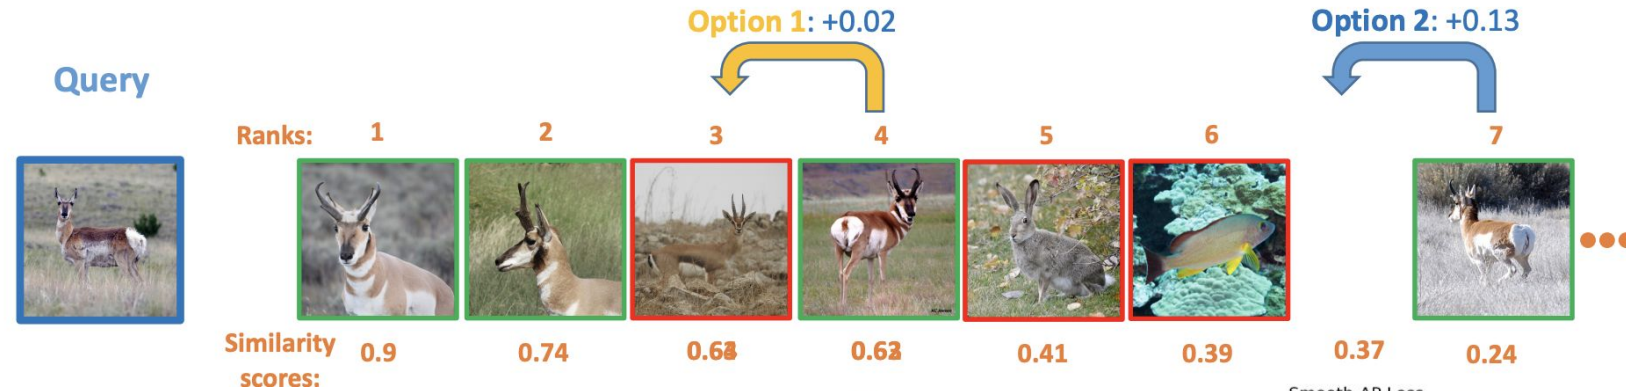 Option 1: +0.02
Option 2: +0.13
Query
Ranks: 1 2 3 4 5 6 7
Similarity scores: 0.9 0.74 0.41 0.39 0.37 0.24